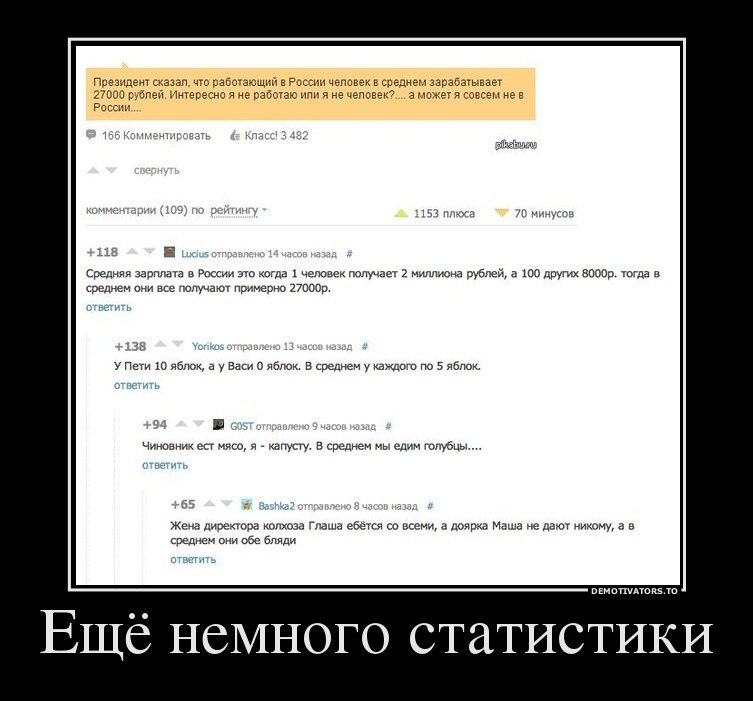 Президент сказал, что работающий в России человек в среднем зарабатывает
27000 рублей. Интересно я не работаю или я не человек?.... а может я совсем не в
России....
166 Комментировать Класс! 3 482
pikabu.ru
свернуть
комментарии (109) по рейтингу 1153 плюса 70 минусов
+118 Lucius отправлено 14 часов назад #
Средняя зарплата в России это когда 1 человек получает 2 миллиона рублей, а 100 других 8000р. тогда в
среднем они все получают примерно 27000р.
ответить
+138 Yorikos отправлено 13 часов назад #
У Пети 10 яблок, а у Васи 0 яблок. В среднем у каждого по 5 яблок.
ответить
+94 G0ST отправлено 9 часов назад #
Чиновник ест мясо, я - капусту. В среднем мы едим голубцы....
ответить
+65 Bashka2 отправлено 8 часов назад #
Жена директора колхоза Глаша ебётся со всеми, а доярка Маша не дают никому, а в
среднем они обе бляди
ответить
DEMOTIVATORS.TO
Ещё немного статистики